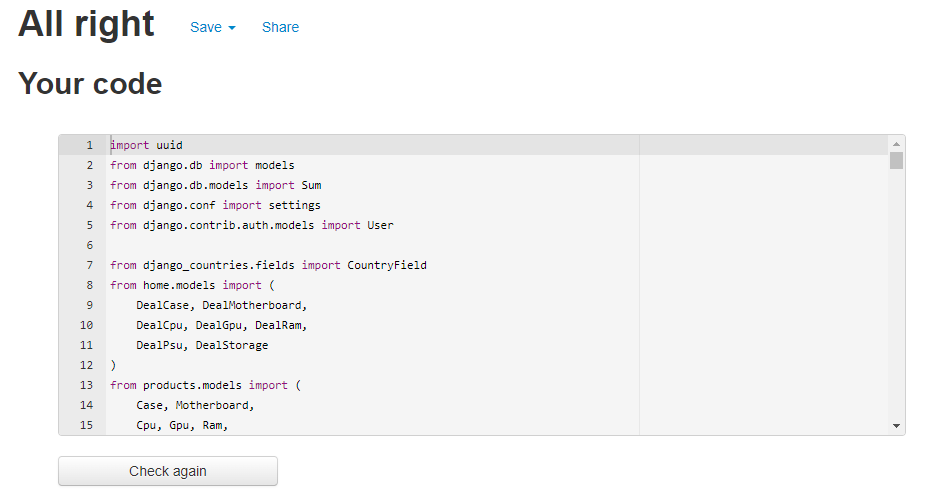 All right Save Share
Your code
1 import uuid
2 from django.db import models
3 from django.db.models import Sum
4 from django.conf import settings
5 from django.contrib.auth.models import User
6
7 from django_countries.fields import CountryField
8 from home.models import (
9     DealCase, DealMotherboard,
10     DealCpu, DealGpu, DealRam,
11     DealPsu, DealStorage
12 )
13 from products.models import (
14     Case, Motherboard,
15     Cpu, Gpu, Ram,
Check again